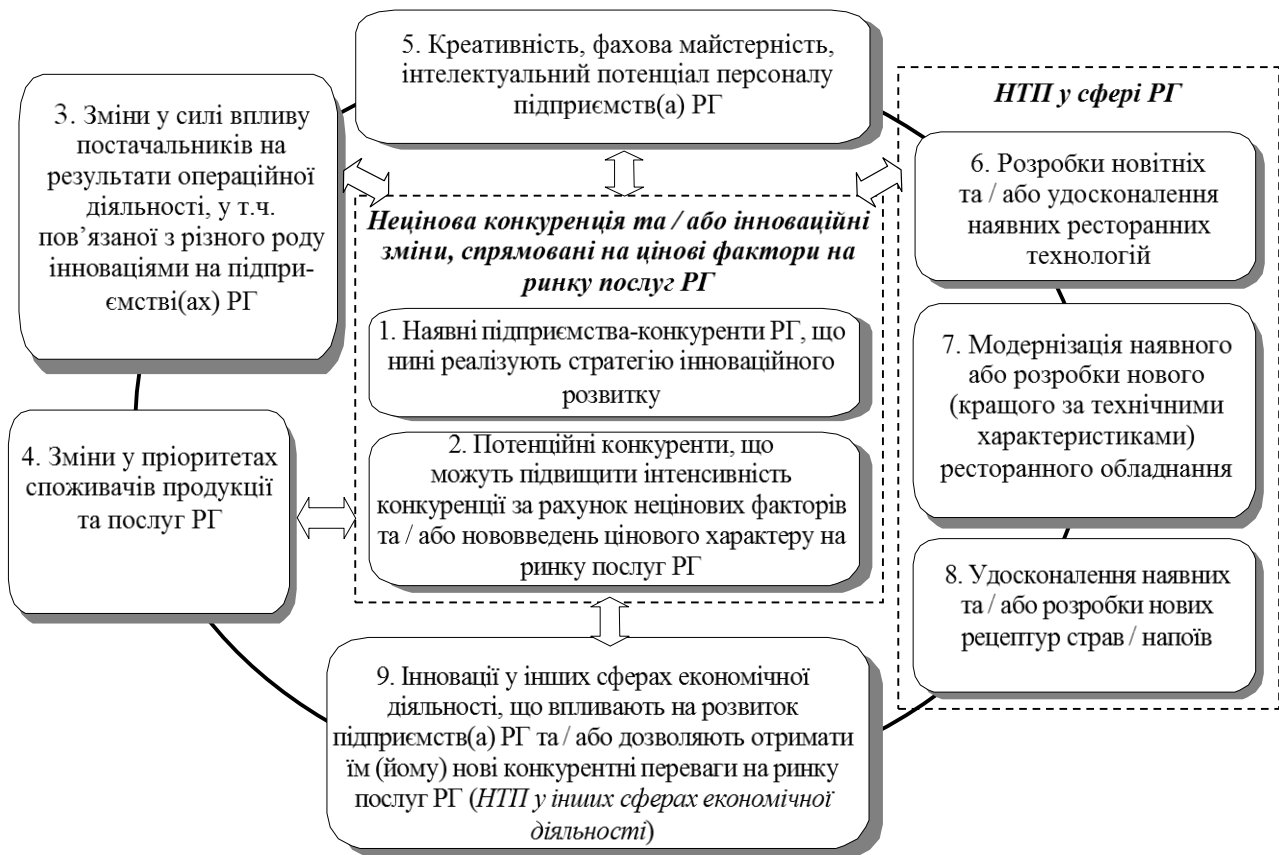 5. Креативність, фахова майстерність,
інтелектуальний потенціал персоналу
підприємств(а) РГ
3. Зміни у силі впливу
постачальників на
результати операційної
діяльності, у т.ч.
пов’язаної з різного роду
інноваціями на підпри-
ємстві(ах) РГ
4. Зміни у пріоритетах
споживачів продукції
та послуг РГ
Нецінова конкуренція та / або інноваційні
зміни, спрямовані на цінові фактори на
ринку послуг РГ
1. Наявні підприємства-конкуренти РГ, що
нині реалізують стратегію інноваційного
розвитку
2. Потенційні конкуренти, що
можуть підвищити інтенсивність
конкуренції за рахунок нецінових факторів
та / або нововведень цінового характеру на
ринку послуг РГ
НТП у сфері РГ
6. Розробки новітніх
та / або удосконалення
наявних ресторанних
технологій
7. Модернізація наявного
або розробки нового
(кращого за технічними
характеристиками)
ресторанного обладнання
8. Удосконалення наявних
та / або розробки нових
рецептур страв / напоїв
9. Інновації у інших сферах економічної
діяльності, що впливають на розвиток
підприємств(а) РГ та / або дозволяють отримати
їм (йому) нові конкурентні переваги на ринку
послуг РГ (НТП у інших сферах економічної
діяльності)